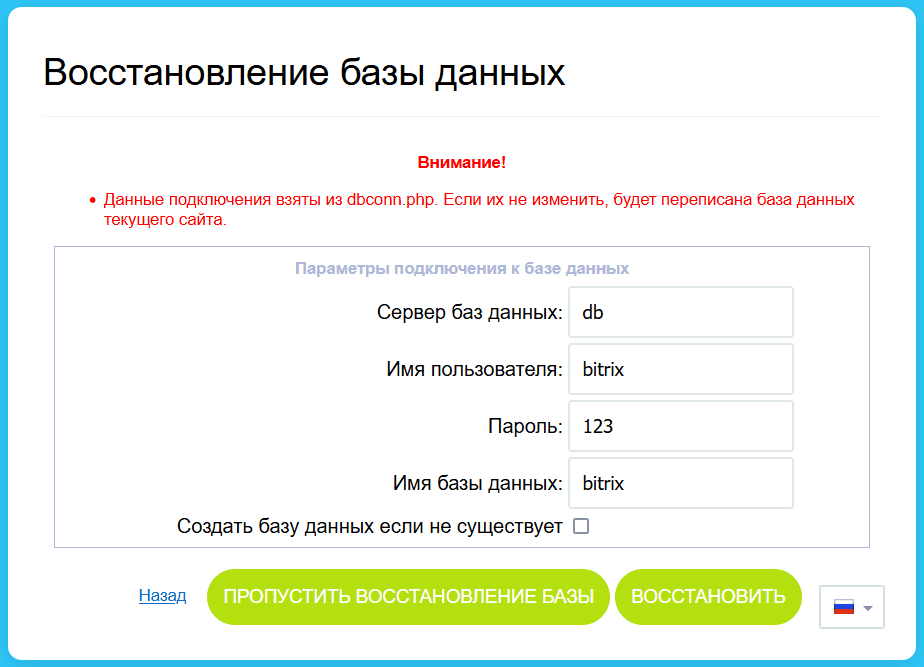 Восстановление базы данных
Внимание!
• Данные подключения взяты из dbconn.php. Если их не изменить, будет переписана база данных
текущего сайта.
Параметры подключения к базе данных
Сервер баз данных: db
Имя пользователя: bitrix
Пароль: 123
Имя базы данных: bitrix
Создать базу данных если не существует
Назад ПРОПУСТИТЬ ВОССТАНОВЛЕНИЕ БАЗЫ ВОССТАНОВИТЬ